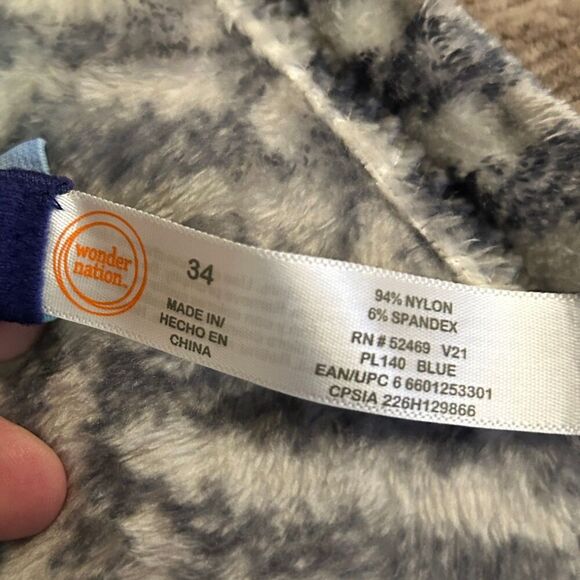 wonder
nation™
34
MADE IN/
HECHO EN
CHINA
94% NYLON
6% SPANDEX
RN # 52469 V21
PL140 BLUE
EAN/UPC 6 6601253301
CPSIA 226H129866